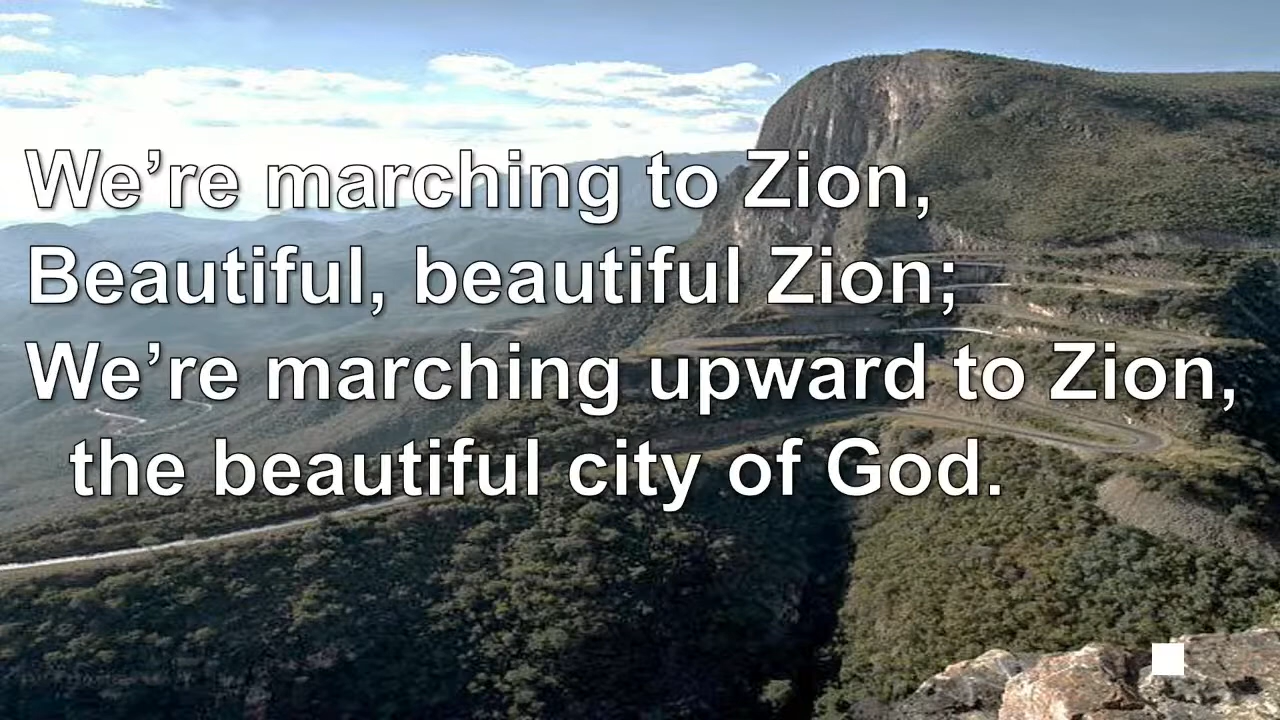 We’re marching to Zion,
Beautiful, beautiful Zion;
We’re marching upward to Zion,
the beautiful city of God.